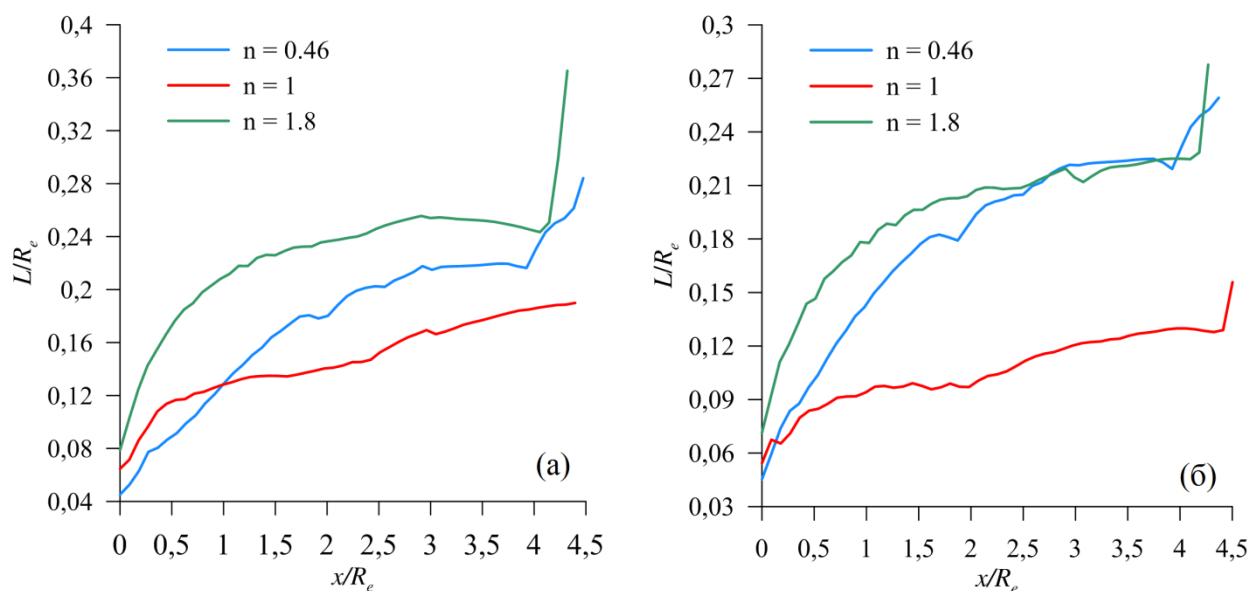 0,4
0,36
0,32
0,28
0,24
0,2
0,16
0,12
0,08
0,04
L/Rₑ
n = 0.46
n = 1
n = 1.8
(а)
0 0,5 1 1,5 2 2,5 3 3,5 4 4,5
x/Rₑ
0,3
0,27
0,24
0,21
0,18
0,15
0,12
0,09
0,06
0,03
L/Rₑ
n = 0.46
n = 1
n = 1.8
(б)
0 0,5 1 1,5 2 2,5 3 3,5 4 4,5
x/Rₑ